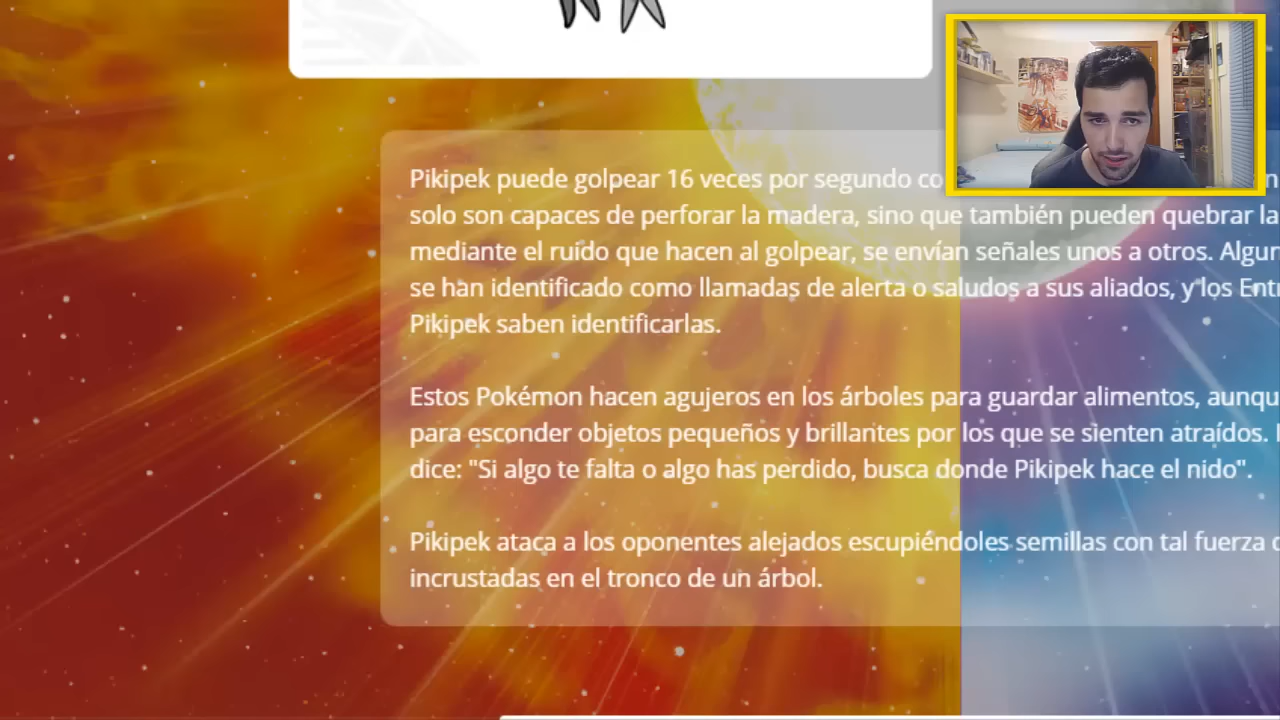 Pikipek puede golpear 16 veces por segundo
solo son capaces de perforar la madera, sino que también pueden quebrar la
mediante el ruido que hacen al golpear, se envían señales unos a otros.
se han identificado como llamadas de alerta o saludos a sus aliados, y los
Pikipek saben identificarlas.
Estos Pokémon hacen agujeros en los árboles para guardar alimentos,
para esconder objetos pequeños y brillantes por los que se sienten atraídos.
dice: "Si algo te falta o algo has perdido, busca donde Pikipek hace el nido".
Pikipek ataca a los oponentes alejados escupiéndoles semillas con tal fuerza
incrustadas en el tronco de un árbol.